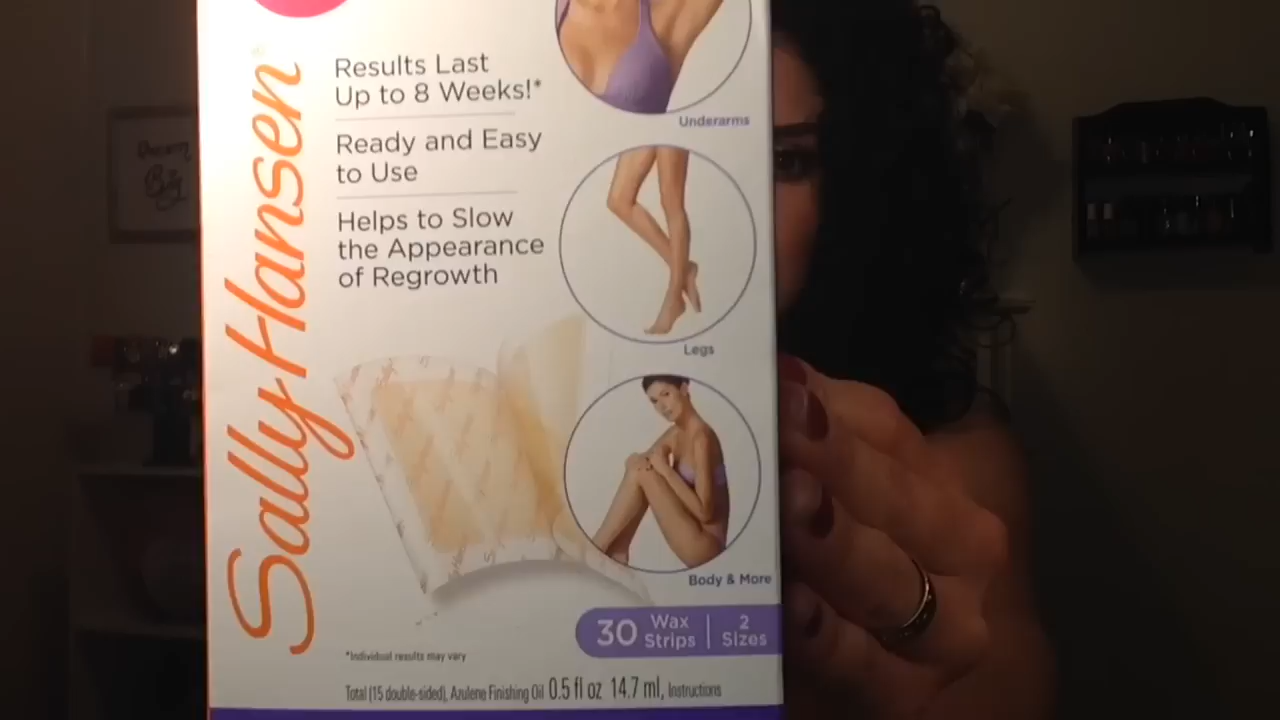 Sally Hansen
Results Last
Up to 8 Weeks!*
Ready and Easy
to Use
Helps to Slow
the Appearance
of Regrowth
Underarms
Legs
Body & More
30 Wax Strips | 2 Sizes
*Individual results may vary
Total (15 double-sided), Azulene Finishing Oil 0.5 fl oz 14.7 ml, Instructions